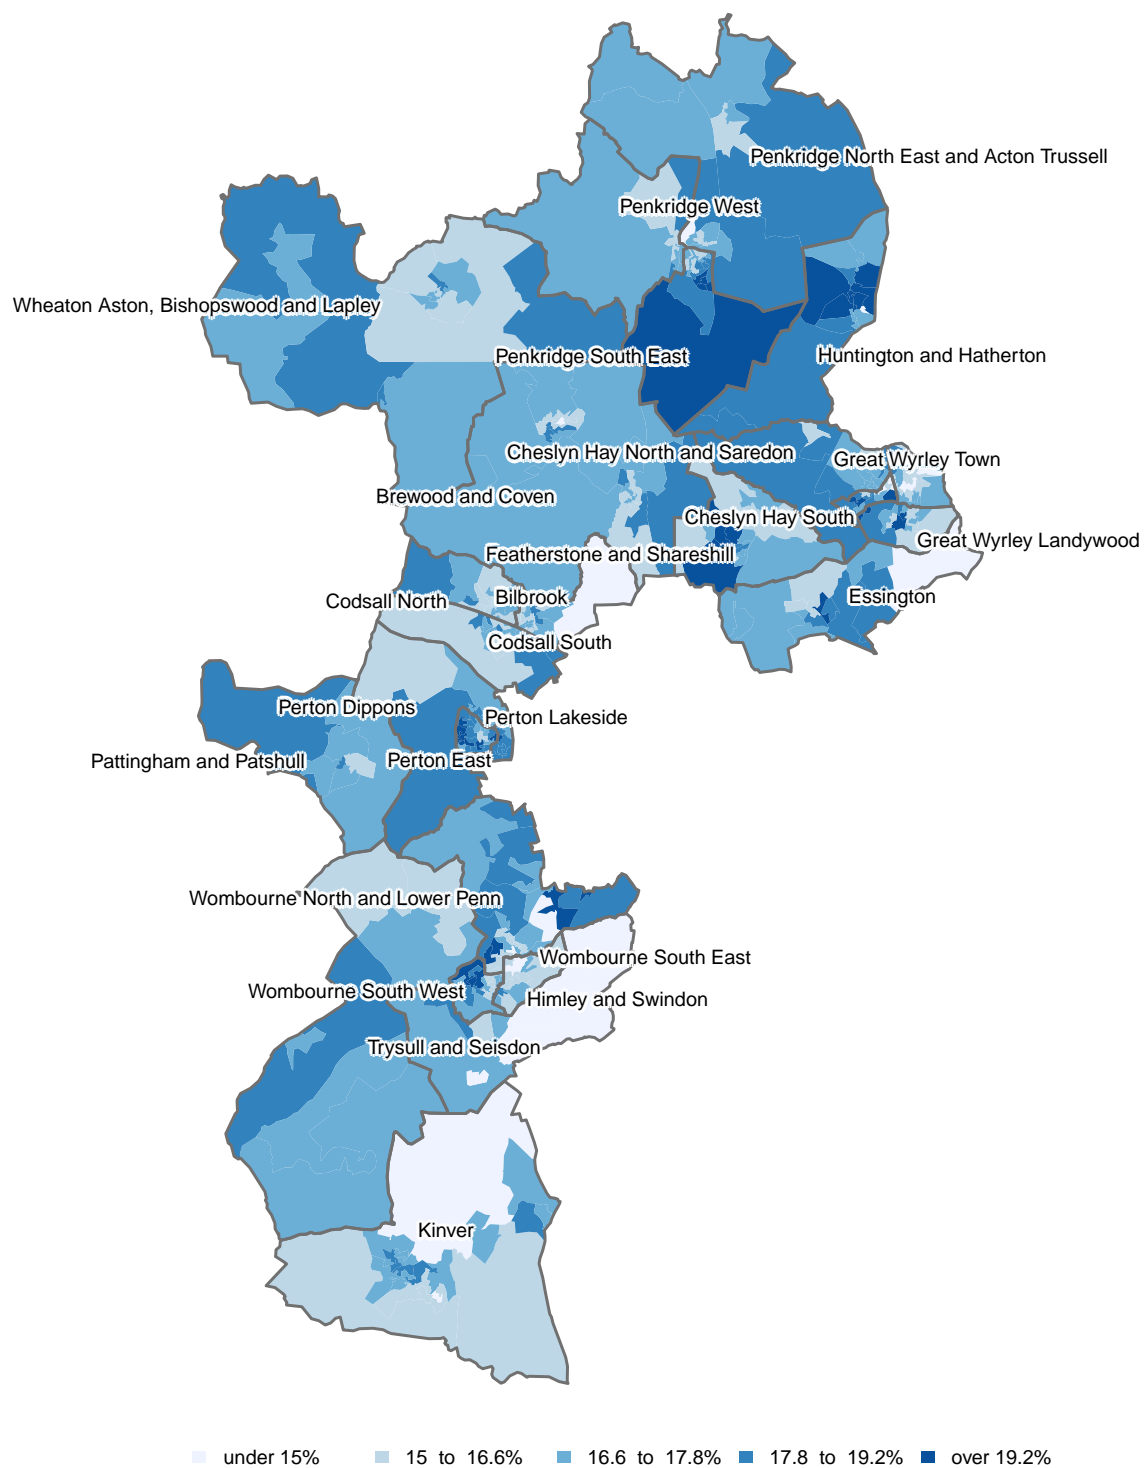 Penkridge North East and Acton Trussell
Penkridge West
Wheaton Aston, Bishopswood and Lapley
Penkridge South East
Huntington and Hatherton
Cheslyn Hay North and Saredon
Great Wyrley Town
Brewood and Coven
Cheslyn Hay South
Great Wyrley Landywood
Featherstone and Shareshill
Essington
Bilbrook
Codsall North
Codsall South
Perton Dippons
Perton Lakeside
Pattingham and Patshull
Perton East
Wombourne North and Lower Penn
Wombourne South East
Wombourne South West
Himley and Swindon
Trysull and Seisdon
Kinver
under 15% 15 to 16.6% 16.6 to 17.8% 17.8 to 19.2% over 19.2%